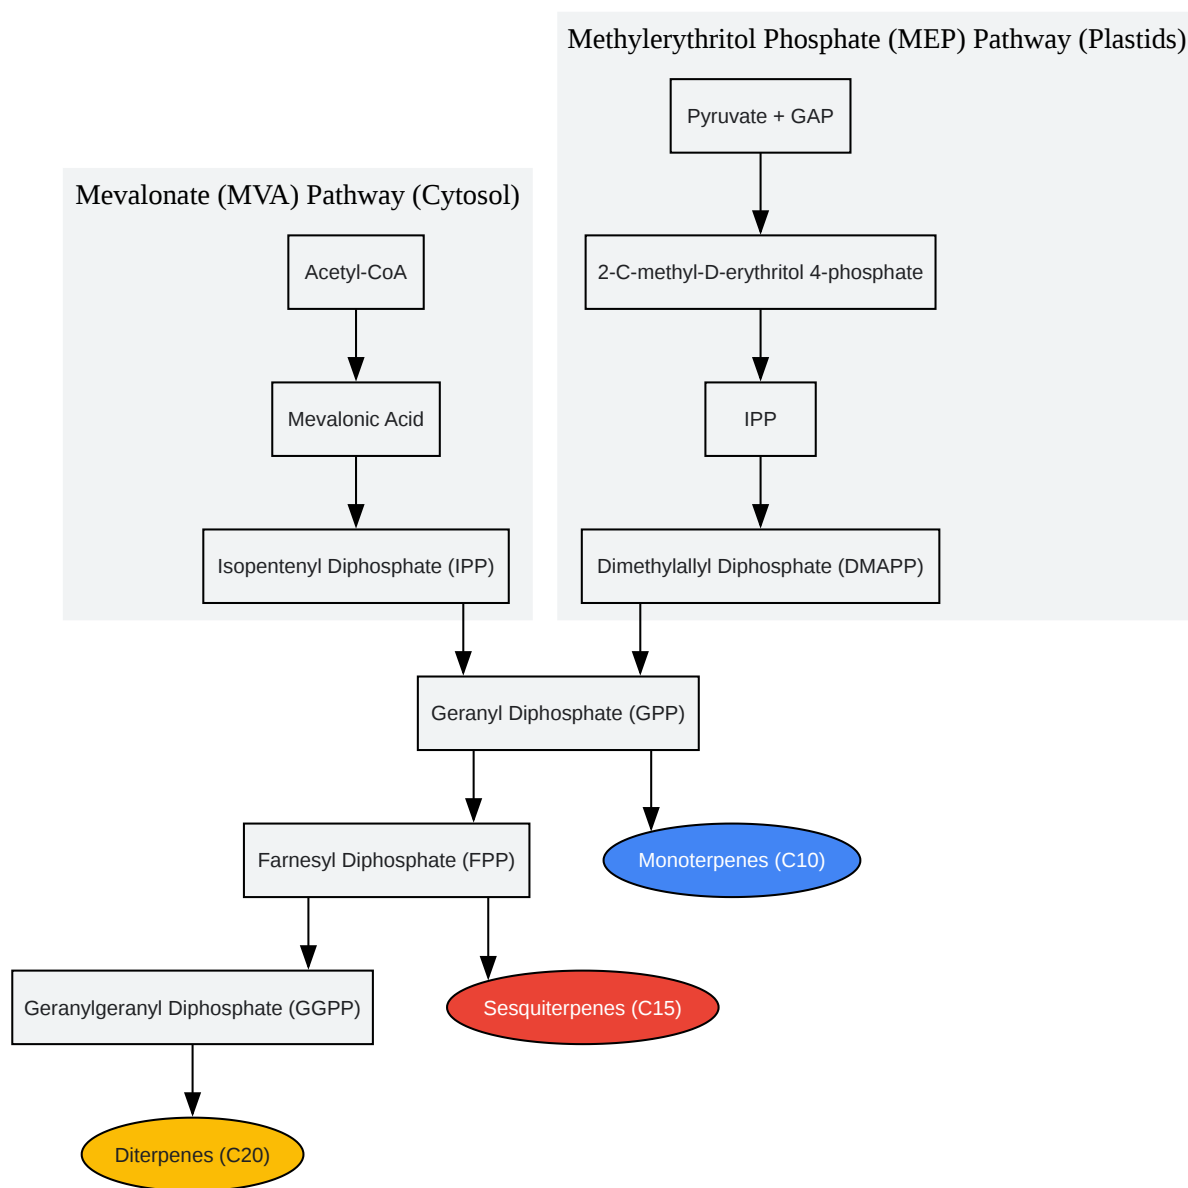 Methylerythritol Phosphate (MEP) Pathway (Plastids)
Pyruvate + GAP
Mevalonate (MVA) Pathway (Cytosol)
Acetyl-CoA
2-C-methyl-D-erythritol 4-phosphate
Mevalonic Acid
IPP
Isopentenyl Diphosphate (IPP)
Dimethylallyl Diphosphate (DMAPP)
Geranyl Diphosphate (GPP)
Farnesyl Diphosphate (FPP)
Monoterpenes (C10)
Geranylgeranyl Diphosphate (GGPP)
Sesquiterpenes (C15)
Diterpenes (C20)